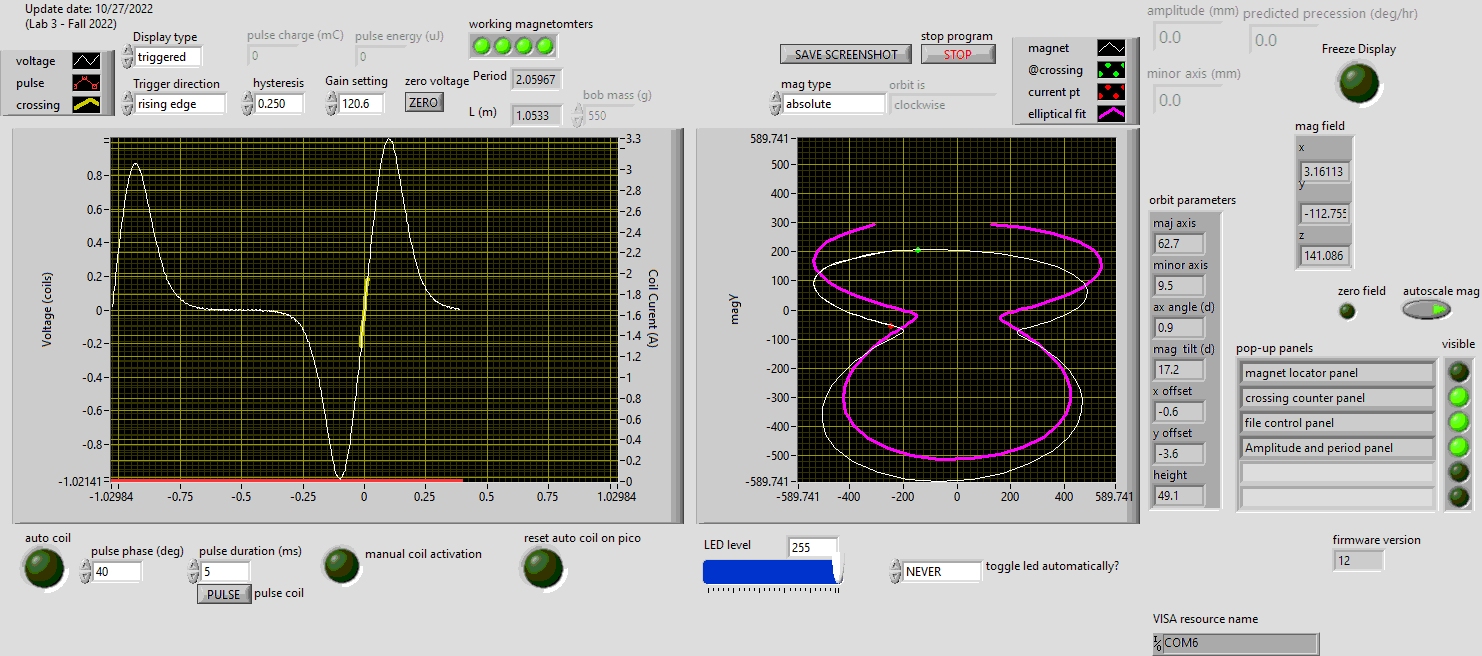 Update date: 10/27/2022
(Lab 3 - Fall 2022)
voltage
pulse
crossing
Display type
triggered
Trigger direction
rising edge
pulse charge (mC)
0
pulse energy (uJ)
0
hysteresis
0.250
Gain setting
120.6
zero voltage
ZERO
working magnetomters
Period
2.05967
L (m)
1.0533
bob mass (g)
550
SAVE SCREENSHOT
stop program
STOP
mag type
absolute
orbit is
clockwise
magnet
@crossing
current pt
elliptical fit
amplitude (mm)
0.0
predicted precession (deg/hr)
0.0
minor axis (mm)
0.0
Freeze Display
Voltage (coils)
0.8
0.6
0.4
0.2
0
-0.2
-0.4
-0.6
-0.8
-1.02141
-1.02984
-0.75
-0.5
-0.25
0
0.25
0.5
0.75
1.02984
3.3
3
2.8
2.6
2.4
2.2
2
1.8
1.6
1.4
1.2
1
0.8
0.6
0.4
0.2
0
Coil Current (A)
magy
589.741
500
400
300
200
100
0
-100
-200
-300
-400
-500
-589.741
-589.741
-400
-200
0
200
400
589.741
orbit parameters
maj axis
62.7
minor axis
9.5
ax angle (d)
0.9
mag tilt (d)
17.2
x offset
-0.6
y offset
-3.6
height
49.1
mag field
x
3.16113
y
-112.755
z
141.086
zero field
autoscale mag
pop-up panels
visible
magnet locator panel
crossing counter panel
file control panel
Amplitude and period panel
auto coil
pulse phase (deg)
40
pulse duration (ms)
5
PULSE
pulse coil
manual coil activation
reset auto coil on pico
LED level
255
NEVER
toggle led automatically?
firmware version
12
VISA resource name
COM6